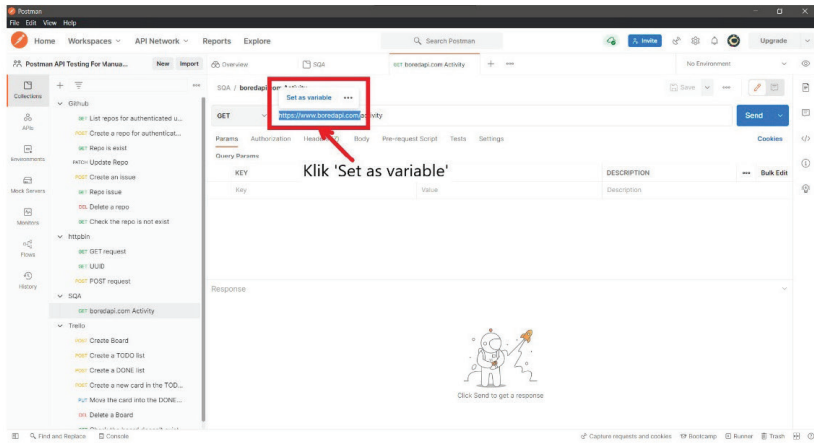 Postman
File Edit View Help
Home Workspaces API Network Reports Explore
Search Postman
Invite
Upgrade
Postman API Testing For Manua...
New Import
Overview
SQA
GET boredapi.com Activity
No Environment
Collections
APIs
Environments
Mock Servers
Monitors
Flows
History
Github
GET List repos for authenticated u...
POST Create a repo for authenticat...
GET Repo is exist
PATCH Update Repo
POST Create an issue
GET Repo issue
DEL Delete a repo
GET Check the repo is not exist
httpbin
GET GET request
GET UUID
POST POST request
SQA
GET boredapi.com Activity
Trello
POST Create Board
POST Create a TODO list
POST Create a DONE list
POST Create a new card in the TOD...
PUT Move the card into the DONE...
DEL Delete a Board
SQA / boredapi.com
Save
Set as variable
GET
https://www.boredapi.com/activity
Send
Params Authorization Body Pre-request Script Tests Settings
Cookies
Query Params
Klik 'Set as variable'
KEY
DESCRIPTION
Bulk Edit
Key
Value
Description
Response
Click Send to get a response
Find and Replace
Console
Capture requests and cookies
Bootcamp
Runner
Trash